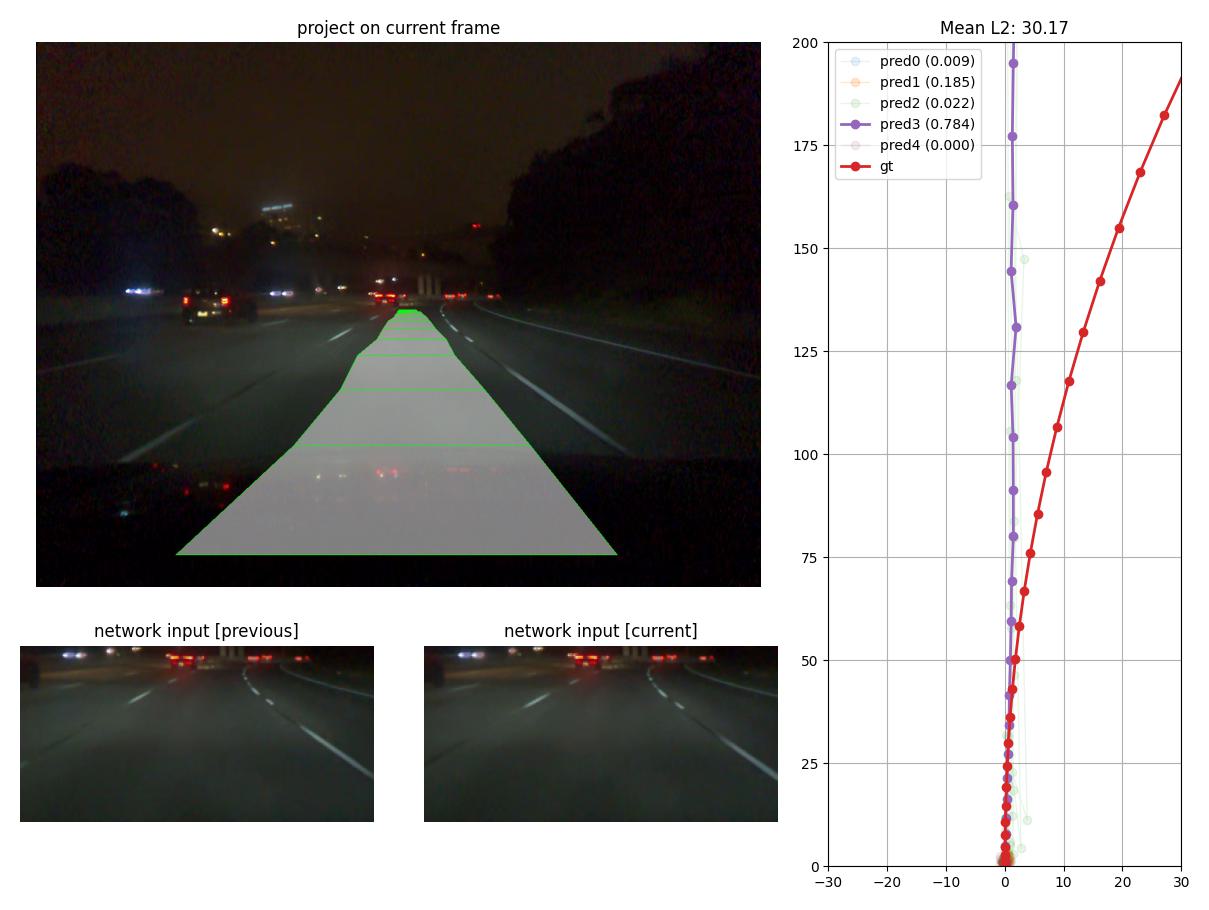 project on current frame
Mean L2: 30.17
pred0 (0.009)
pred1 (0.185)
pred2 (0.022)
pred3 (0.784)
pred4 (0.000)
gt
200
175
150
125
100
75
50
25
0
−30 −20 −10 0 10 20 30
network input [previous]
network input [current]